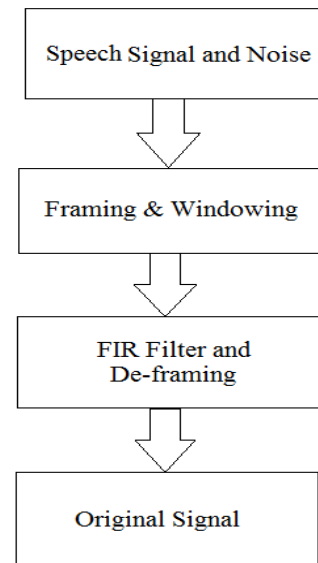 Speech Signal and Noise
Framing & Windowing
FIR Filter and
De-framing
Original Signal